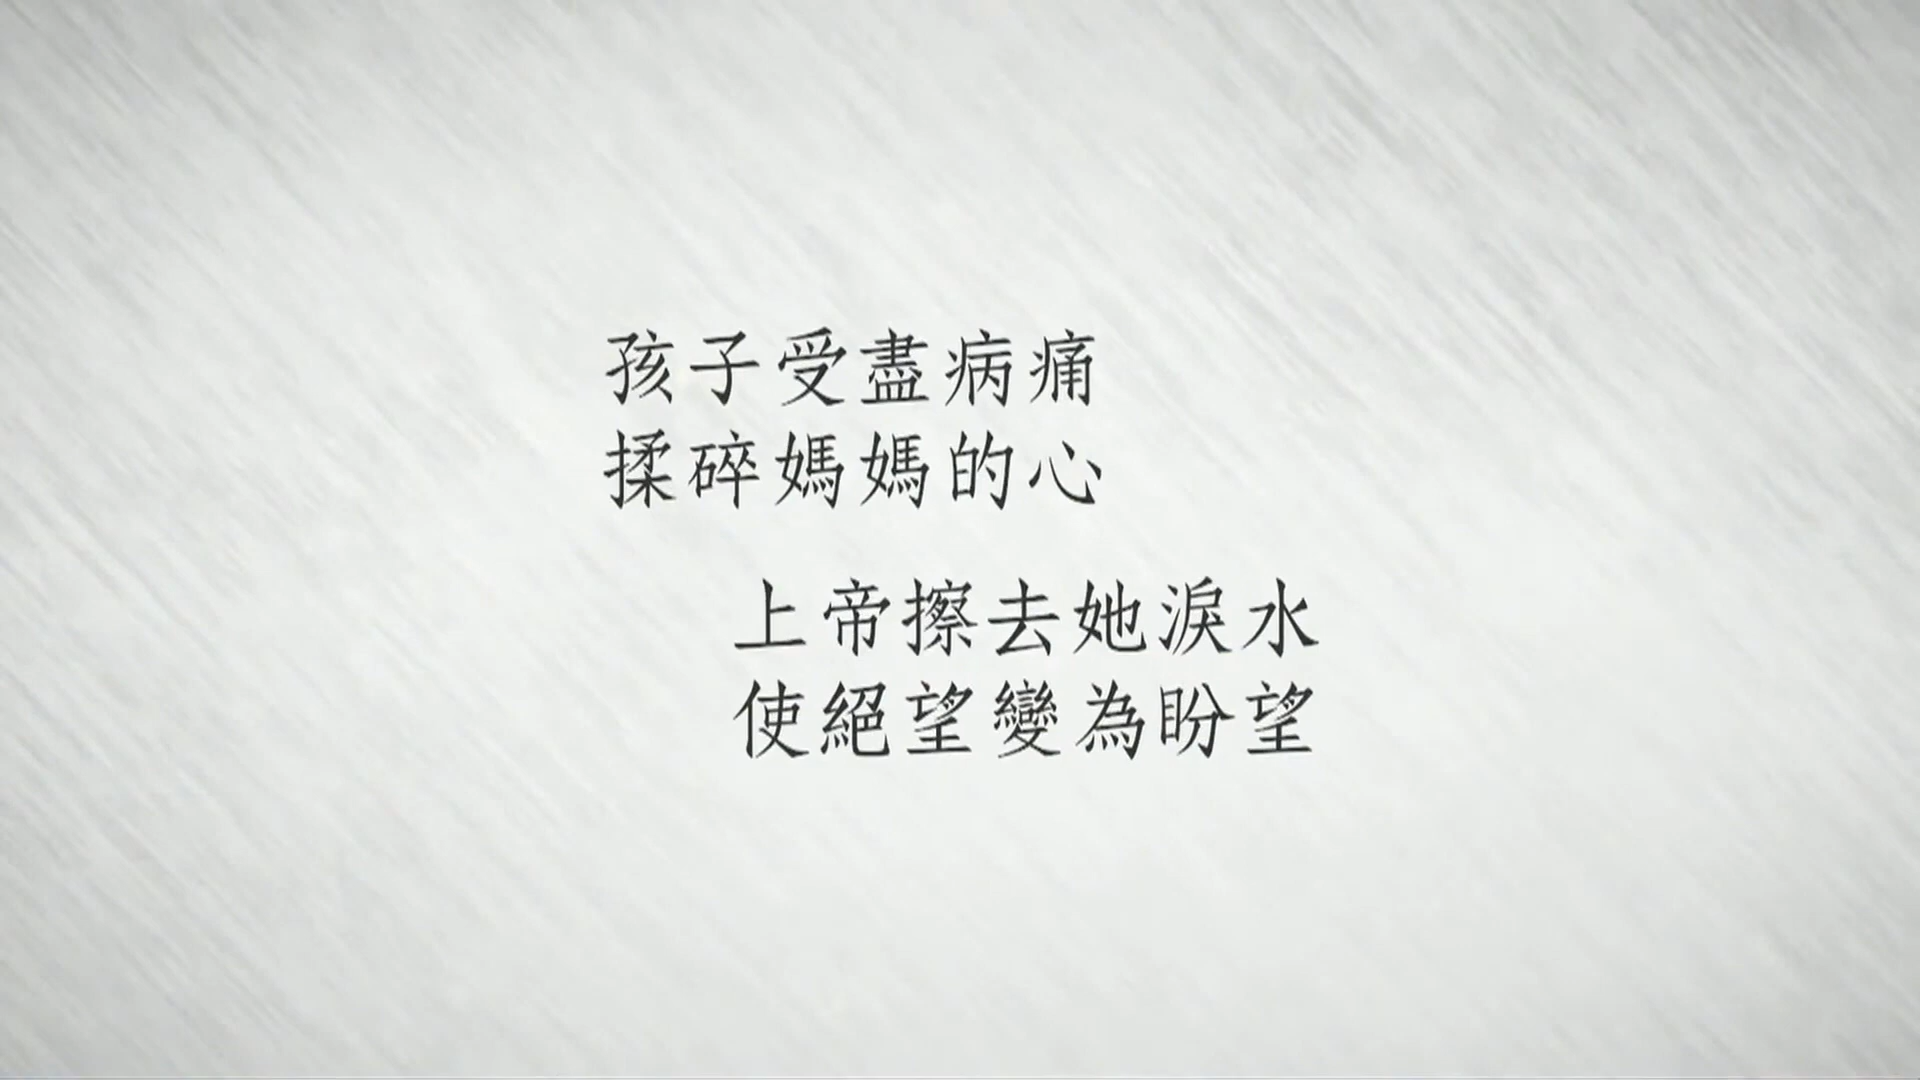 孩子受盡病痛
揉碎媽媽的心
上帝擦去她淚水
使絕望變為盼望